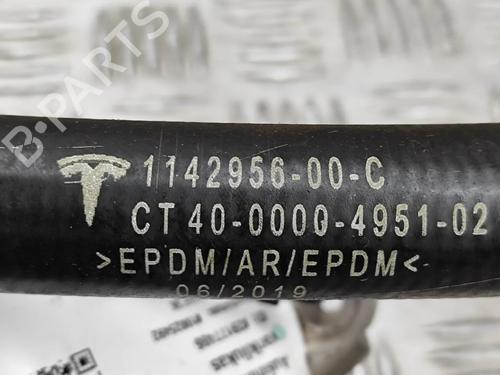 B-PARTS
1142956-00-C
CT 40-0000-4951-02
>EPDM/AR/EPDM<
06/2019